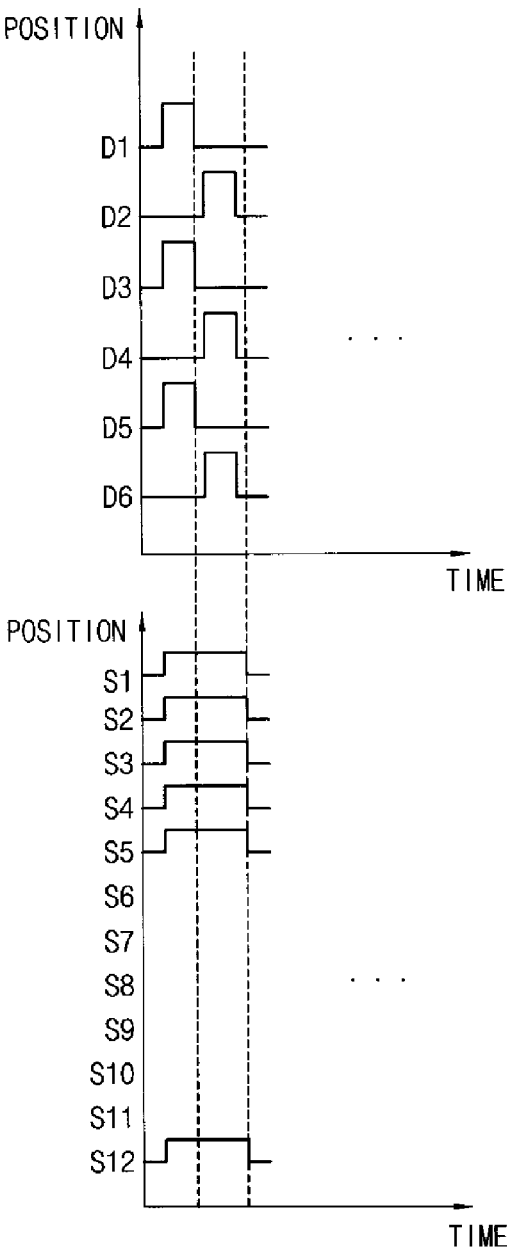 POSITION
D1
D2
D3
D4
. . .
D5
D6
TIME
POSITION
S1
S2
S3
S4
S5
S6
S7
S8
. . .
S9
S10
S11
S12
TIME